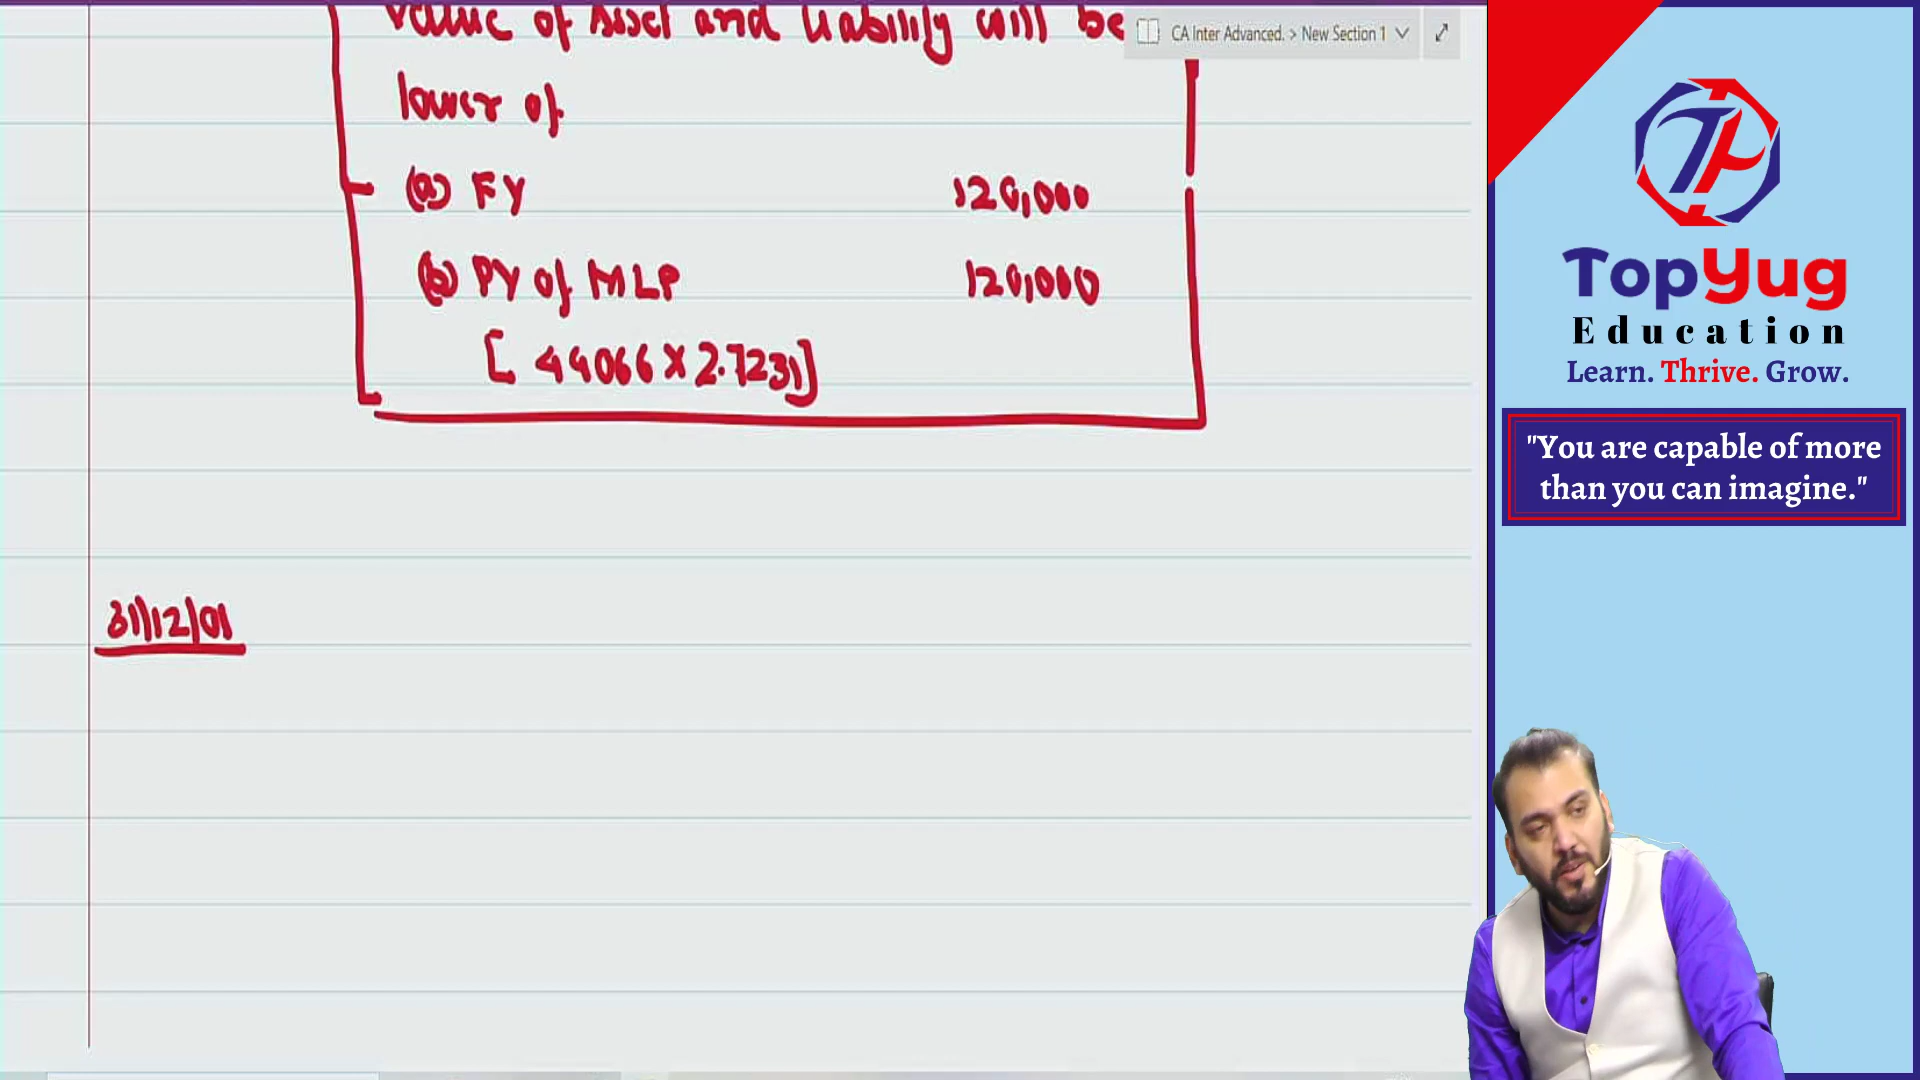 Value of Asset and Liability will be
lower of
(a) FY 120,000
(b) PY of MLP 120,000
[ 44066 X 2.7231]
31/12/01
CA Inter Advanced. > New Section 1
TopYug
Education
Learn. Thrive. Grow.
"You are capable of more
than you can imagine."